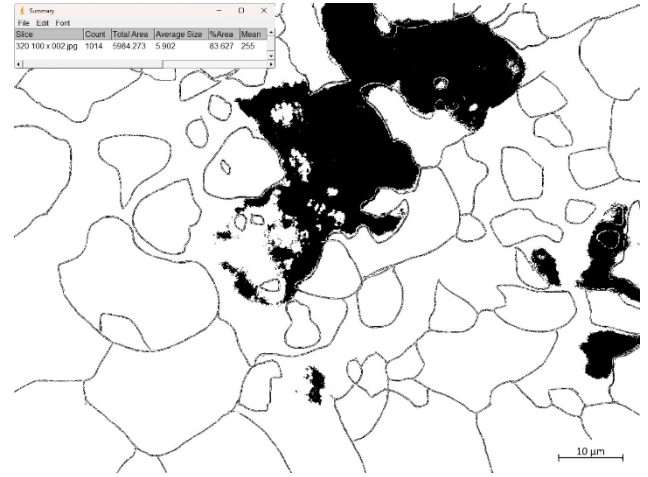 Summary
File Edit Font
Slice Count Total Area Average Size %Area Mean
320 100 x 002.jpg 1014 5984.273 5.902 83.627 255
10 µm